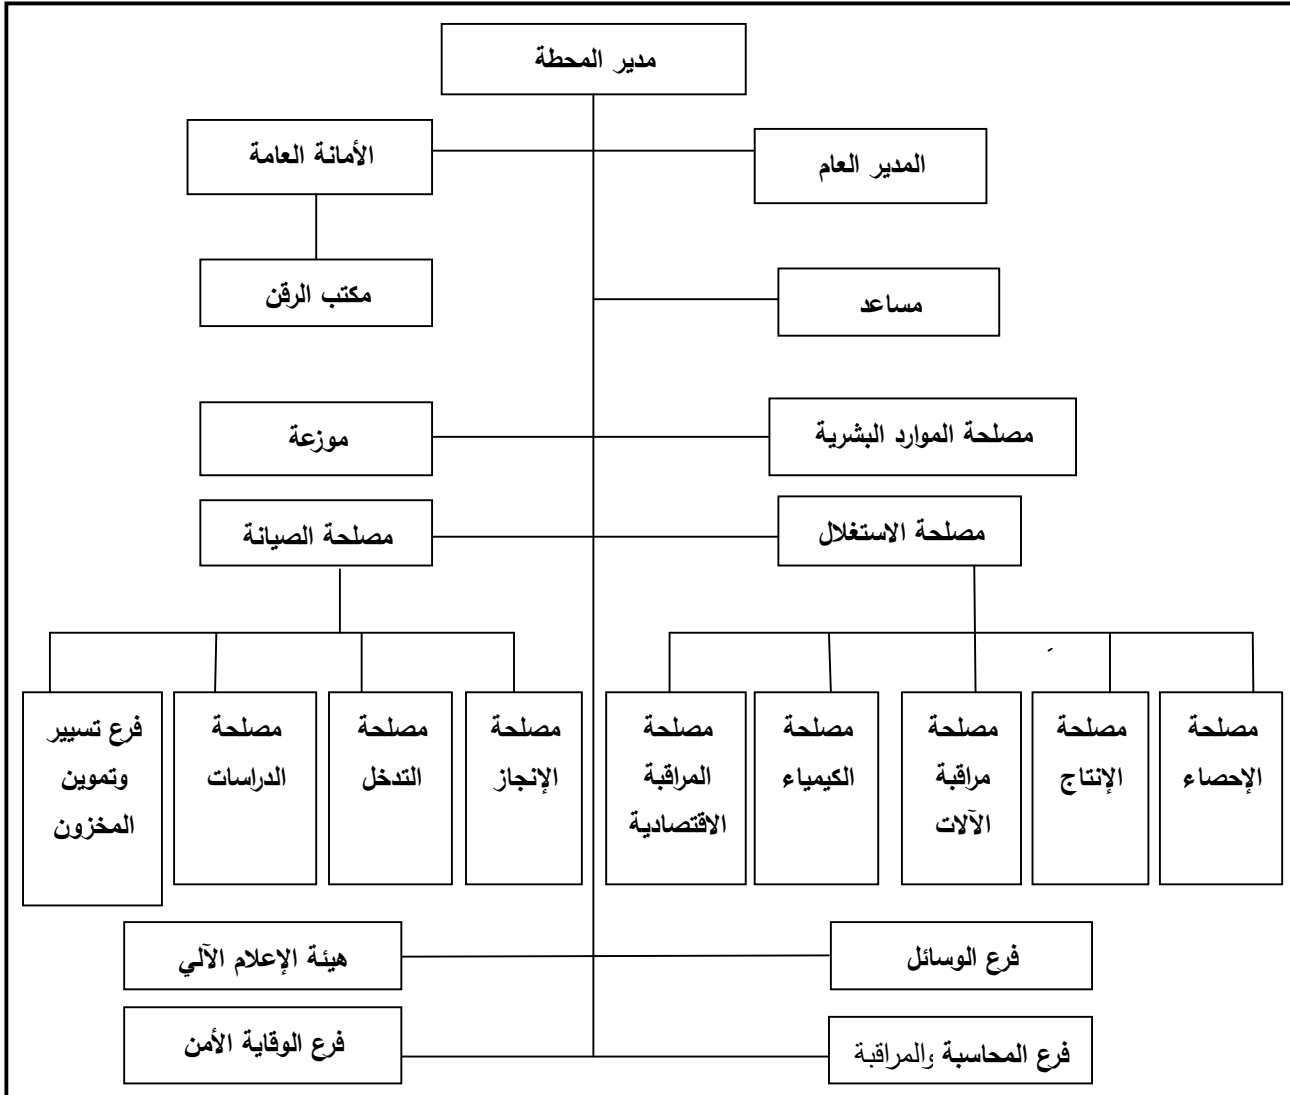 مدير المحطة
المدير العام
الأمانة العامة
مساعد
مكتب الرقن
مصلحة الموارد البشرية
موزعة
مصلحة الاستغلال
مصلحة الصيانة
مصلحة
الإحصاء
مصلحة
الإنتاج
مصلحة
مراقبة
الآلات
مصلحة
الكيمياء
مصلحة
المراقبة
الاقتصادية
مصلحة
الإنجاز
مصلحة
التدخل
مصلحة
الدراسات
فرع تسيير
وتموين
المخزون
فرع الوسائل
هيئة الإعلام الآلي
فرع المحاسبة والمراقبة
فرع الوقاية الأمن